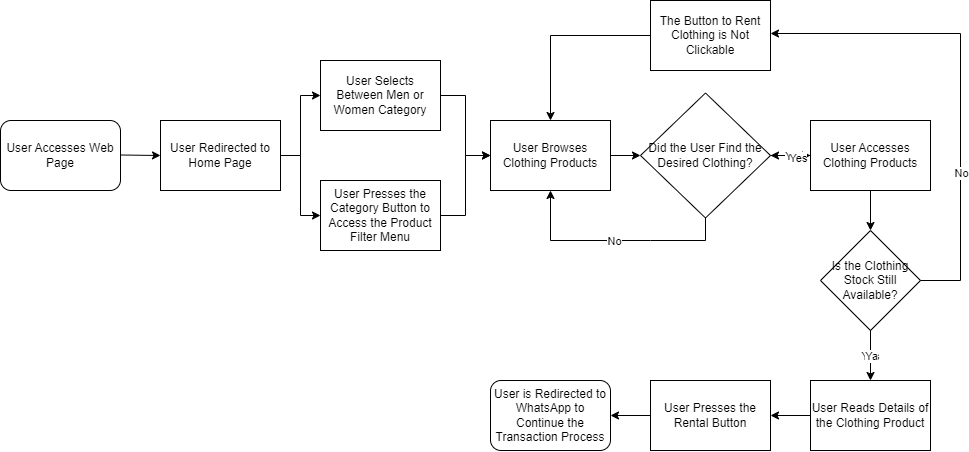 The Button to Rent
Clothing is Not
Clickable
User Selects
Between Men or
Women Category
User Accesses Web
Page
User Redirected to
Home Page
User Presses the
Category Button to
Access the Product
Filter Menu
User Browses
Clothing Products
Did the User Find the
Desired Clothing?
Yes
User Accesses
Clothing Products
No
No
Is the Clothing
Stock Still
Available?
User is Redirected to
WhatsApp to
Continue the
Transaction Process
User Presses the
Rental Button
User Reads Details of
the Clothing Product